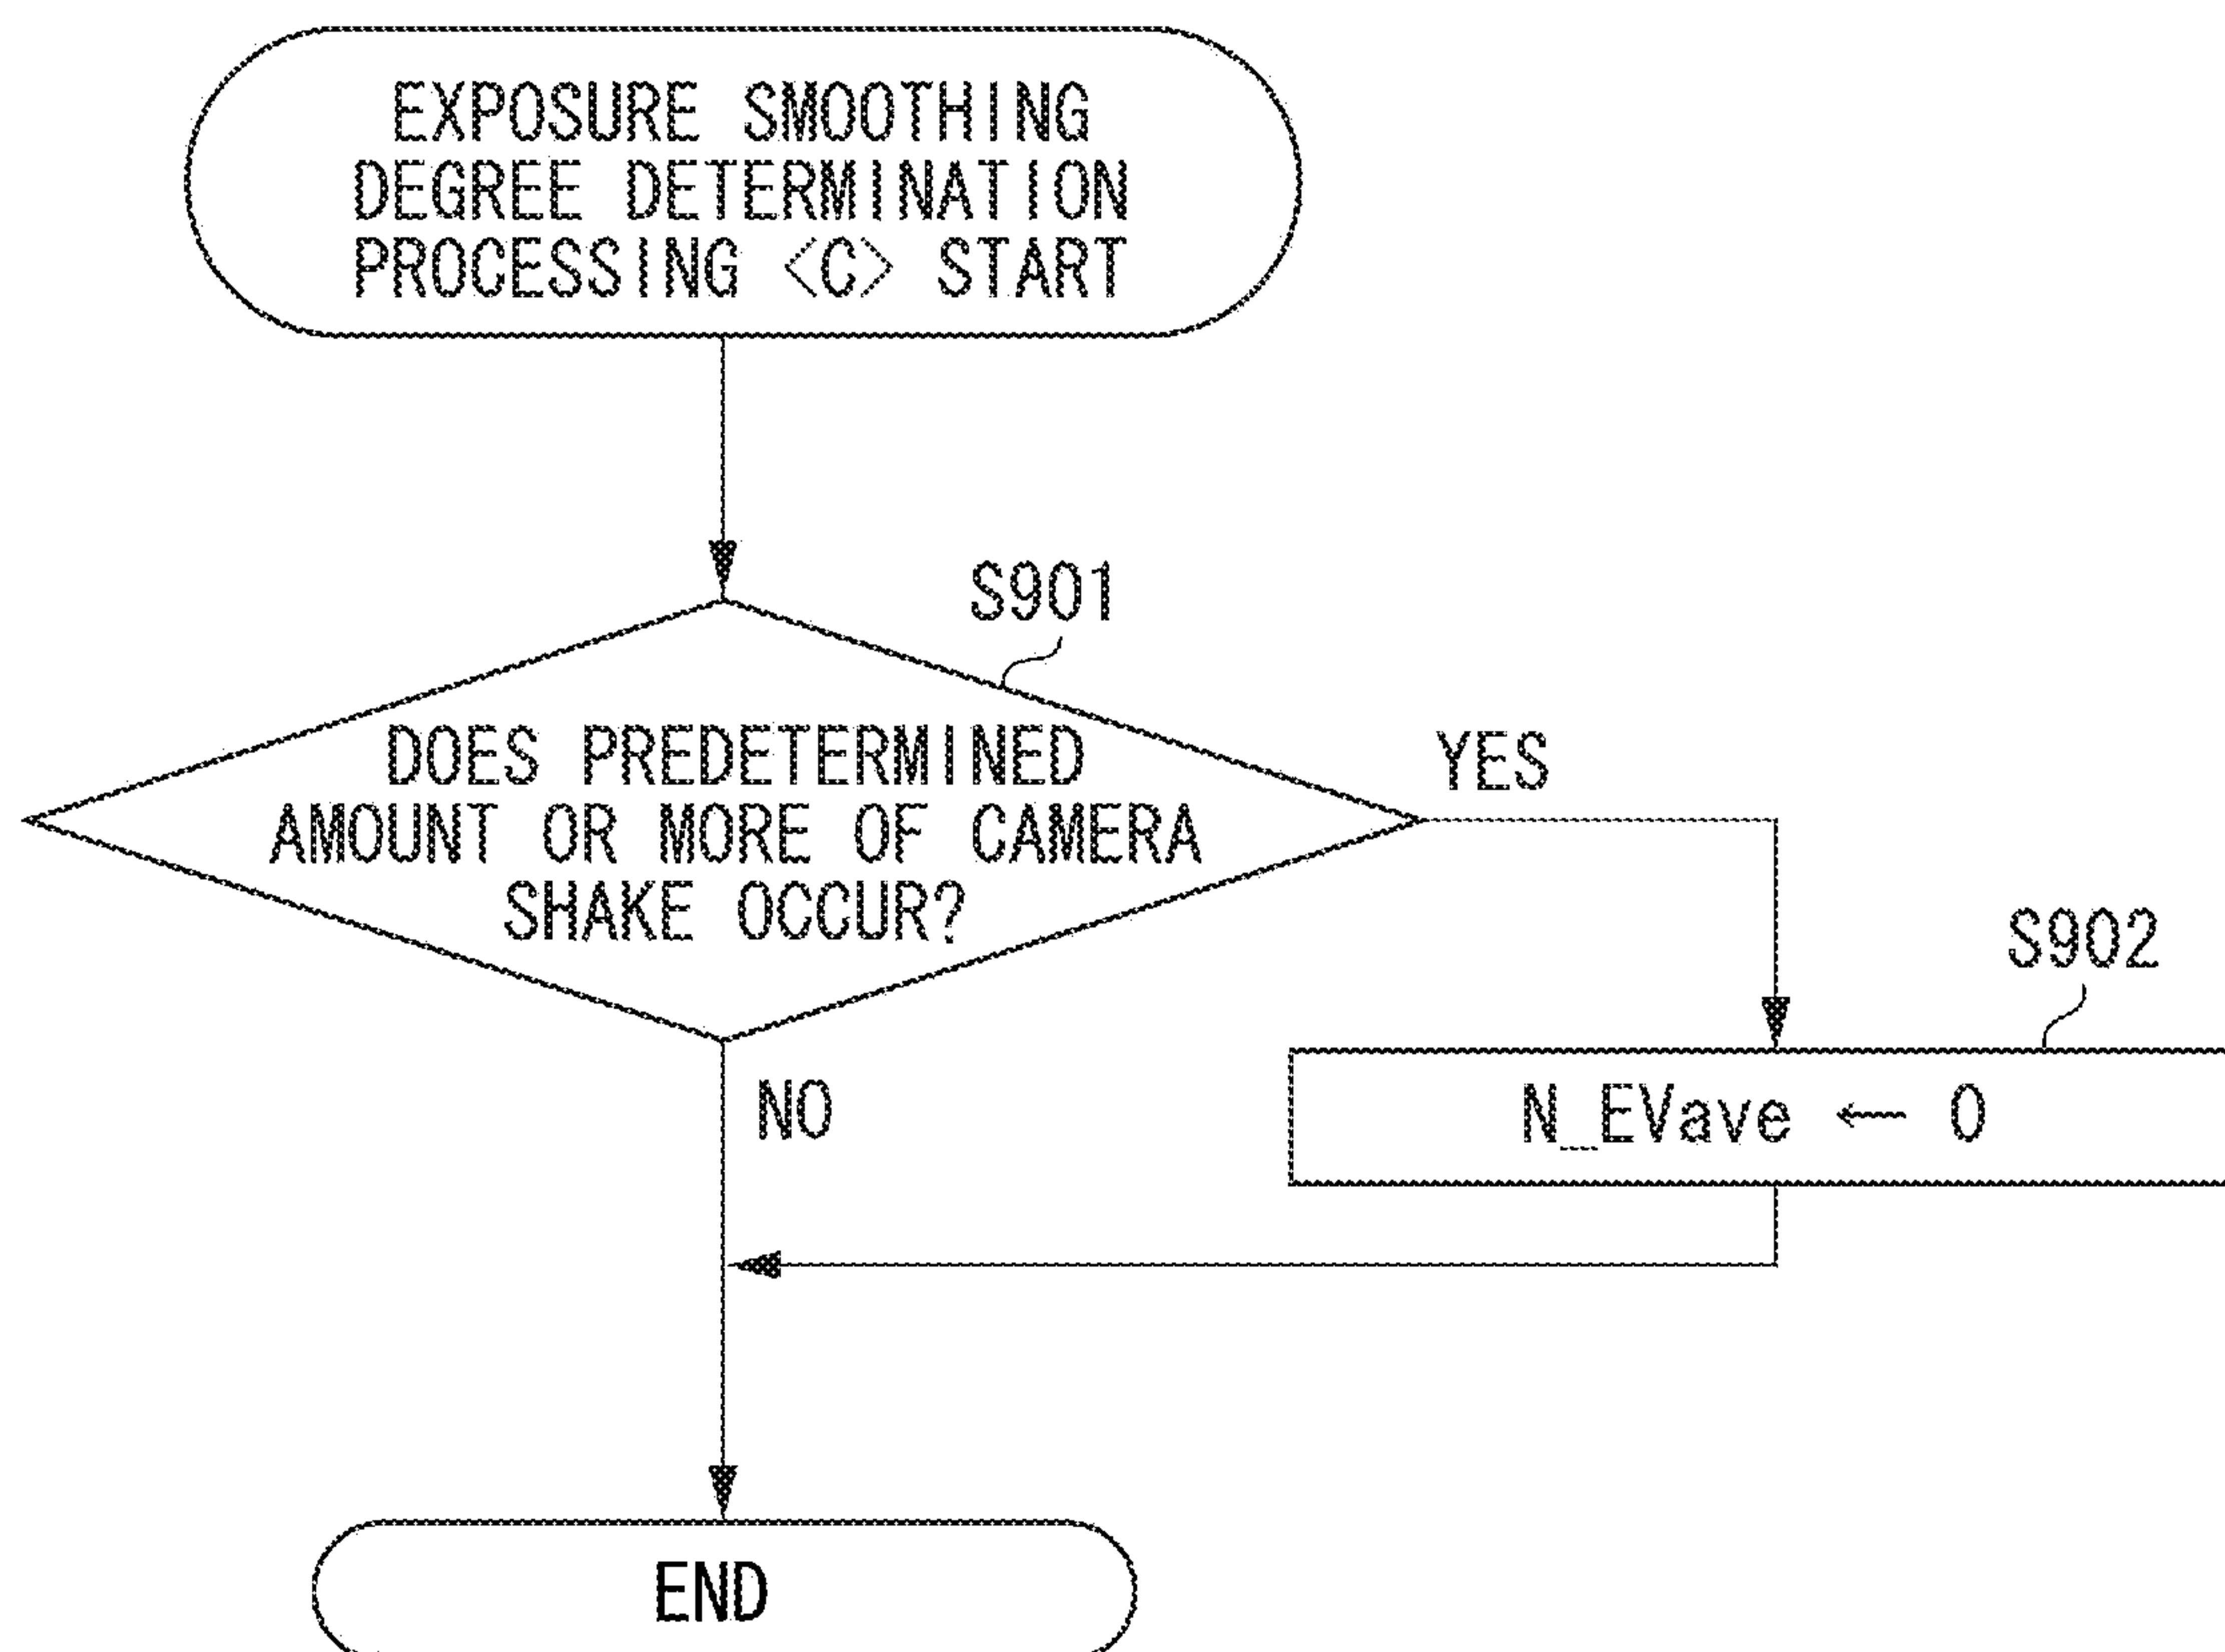 EXPOSURE SMOOTHING
DEGREE DETERMINATION
PROCESSING <C> START
S901
DOES PREDETERMINED
AMOUNT OR MORE OF CAMERA
SHAKE OCCUR?
YES
S902
N_EVave ← 0
NO
END